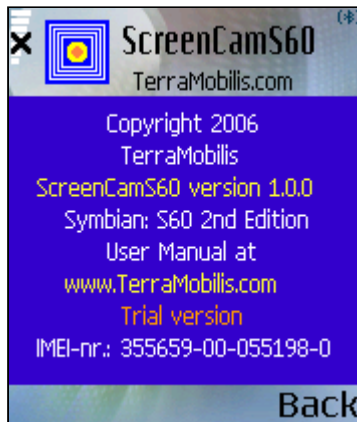 ScreenCamS60
TerraMobilis.com
Copyright 2006
TerraMobilis
ScreenCamS60 version 1.0.0
Symbian: S60 2nd Edition
User Manual at
www.TerraMobilis.com
Trial version
IMEI-nr.: 355659-00-055198-0
Back